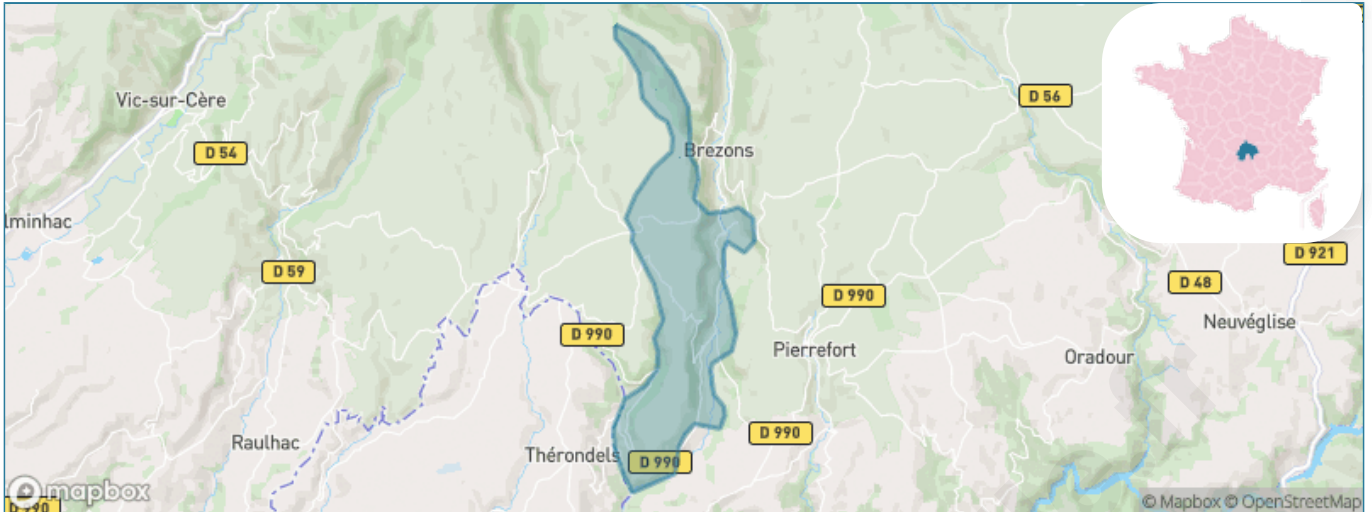 D 56
Vic-sur-Cère
D 54
Brezons
lminhac
D 921
D 59
D 48
D 990
Neuvéglise
D 990
Pierrefort
Oradour
D 990
Raulhac
Thérondels
D 990
mapbox
D 990
© Mapbox © OpenStreetMap